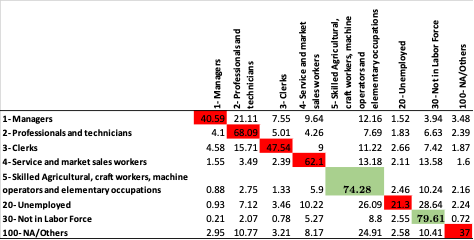 1- Managers
2- Professionals and
technicians
3- Clerks
4- Service and market
sales workers
5- Skilled Agricultural,
craft workers, machine
operators and
elementary occupations
20- Unemployed
30- Not in Labor Force
100- NA/Others
1- Managers 40.59 21.11 7.55 9.64 12.16 1.52 3.94 3.48
2- Professionals and technicians 4.1 68.09 5.01 4.26 7.69 1.83 6.63 2.39
3- Clerks 4.58 15.71 47.54 9 11.22 2.66 7.42 1.87
4- Service and market sales workers 1.55 3.49 2.39 62.1 13.18 2.11 13.58 1.6
5- Skilled Agricultural, craft workers, machine
operators and elementary occupations 0.88 2.75 1.33 5.9 74.28 2.46 10.24 2.16
20- Unemployed 0.93 7.12 3.46 10.22 26.09 21.3 28.64 2.24
30- Not in Labor Force 0.21 2.07 0.78 5.27 8.8 2.55 79.61 0.72
100- NA/Others 2.95 10.77 3.21 8.17 24.91 2.58 10.41 37